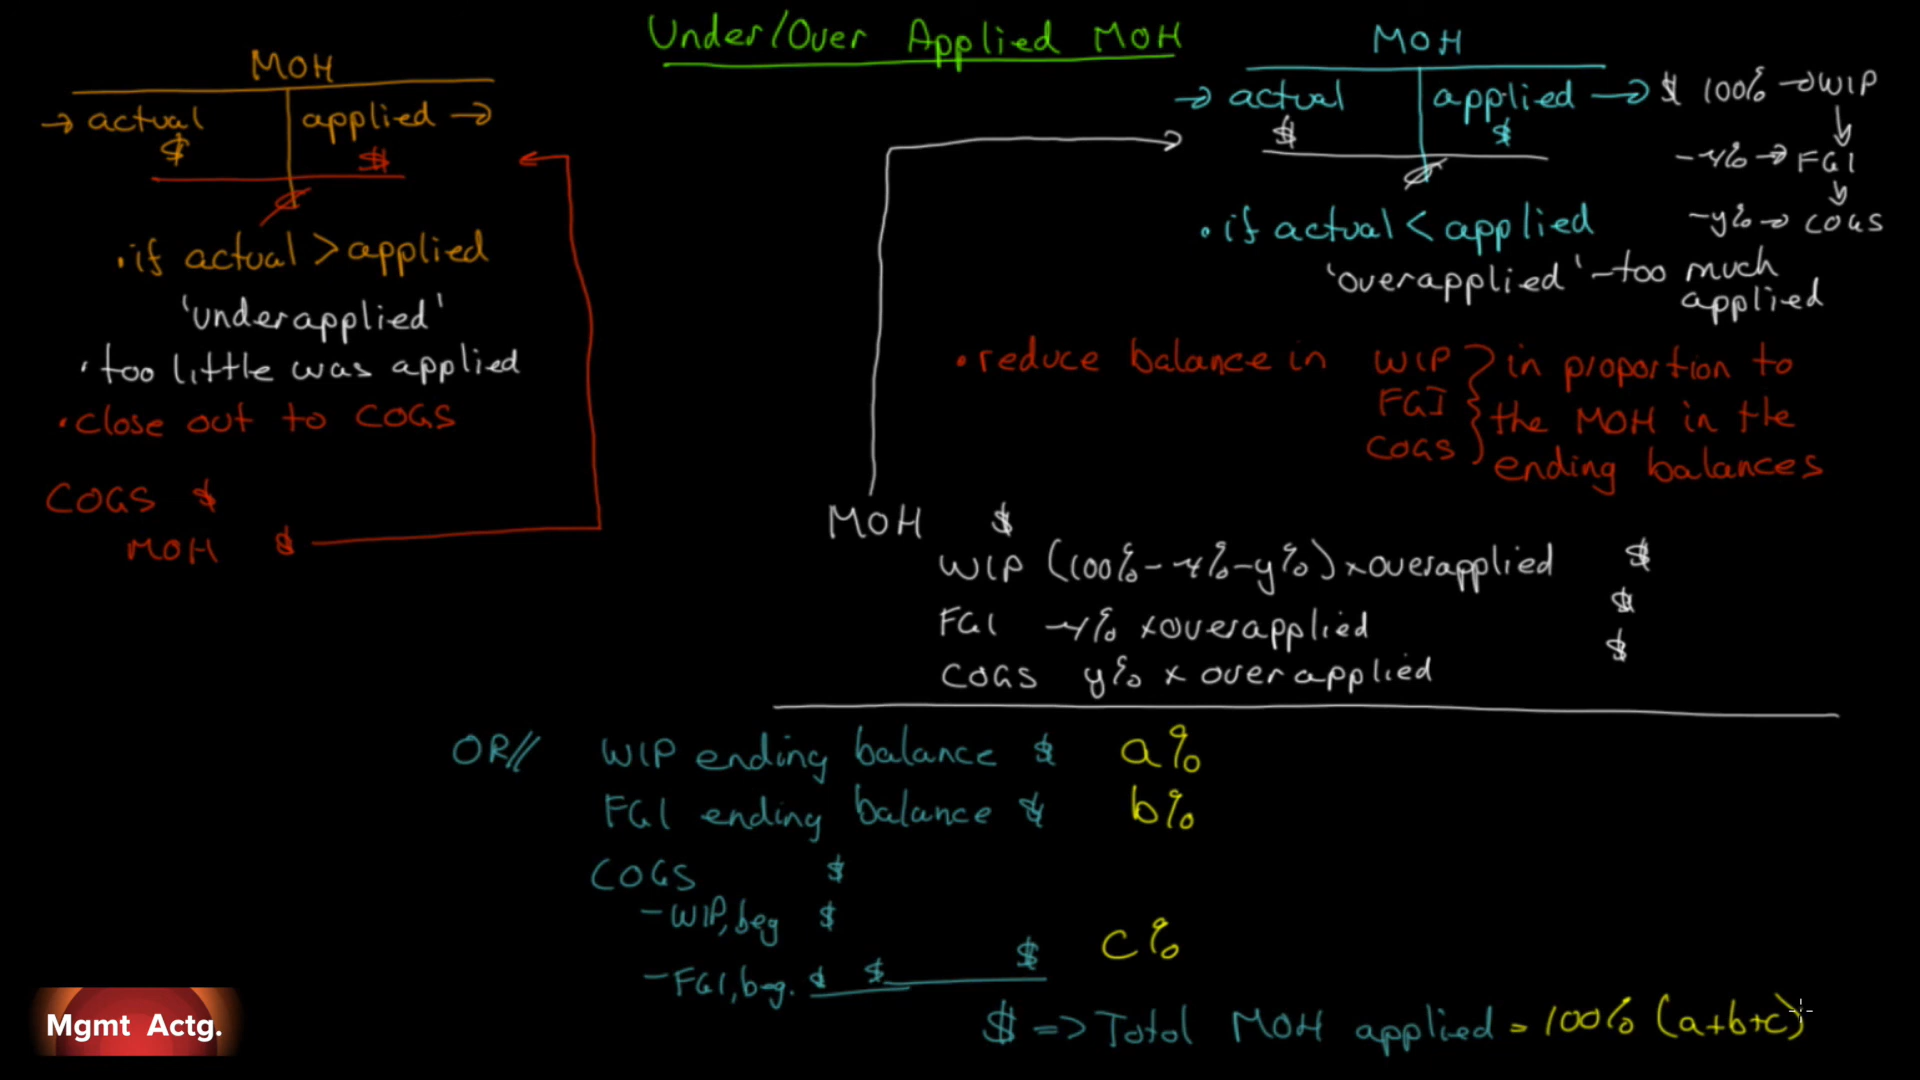 Under/Over Applied MOH
MOH
→ actual applied →
$ $
ø
• if actual > applied
'underapplied'
• too little was applied
• close out to COGS
COGS $
MOH $
MOH
→ actual applied → $ 100% → WIP
$ $
ø
x% → FGI
y% → COGS
• if actual < applied
'overapplied' - too much
applied
• reduce balance in WIP } in proportion to
FGI the MOH in the
COGS ending balances
MOH $
WIP (100% - x% - y%) x overapplied $
FGI x% x overapplied $
COGS y% x overapplied $
OR// WIP ending balance $ a%
FGI ending balance $ b%
COGS $
- WIP, beg $
- FGI, beg. $ $ $ c%
$ => Total MOH applied = 100% (a+b+c)
Mgmt Actg.